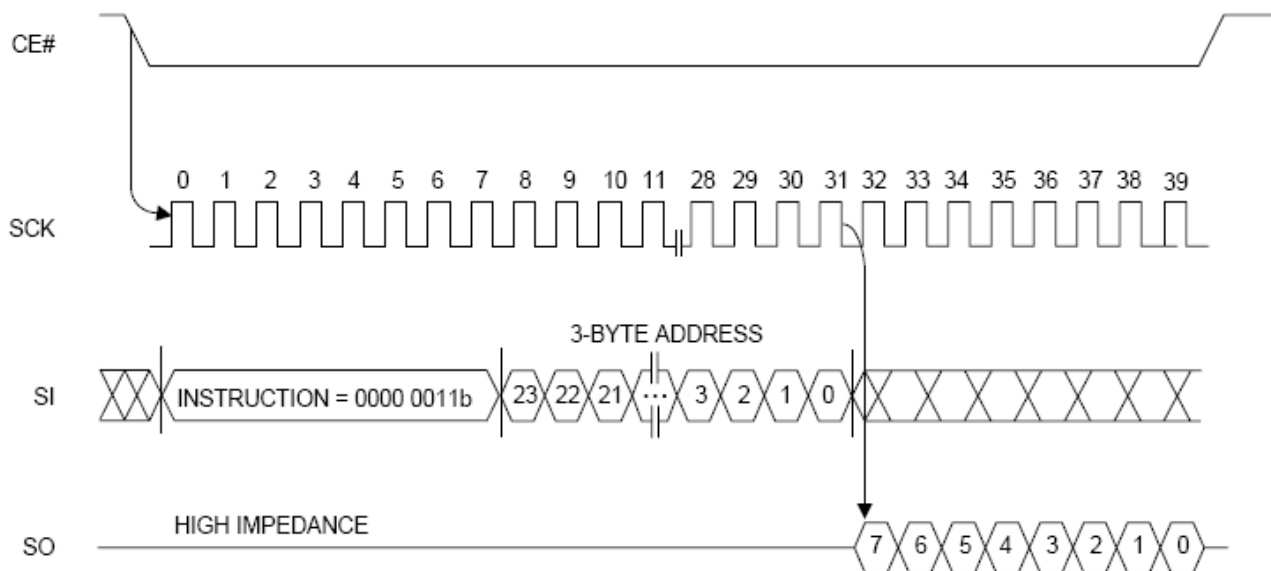 CE#
0 1 2 3 4 5 6 7 8 9 10 11 28 29 30 31 32 33 34 35 36 37 38 39
SCK
3-BYTE ADDRESS
SI INSTRUCTION = 0000 0011b 23 22 21 ... 3 2 1 0
HIGH IMPEDANCE
SO 7 6 5 4 3 2 1 0